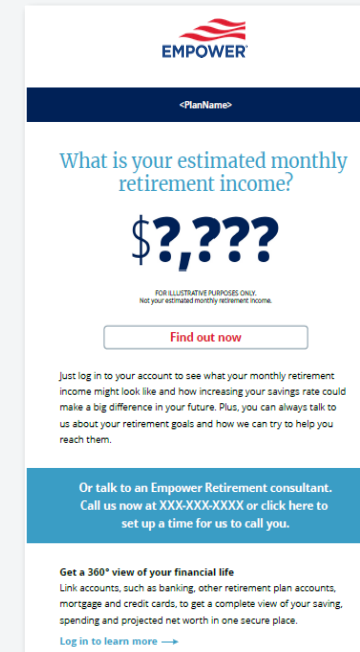 EMPOWER
<PlanName>
What is your estimated monthly
retirement income?
$?,???
FOR ILLUSTRATIVE PURPOSES ONLY.
Not your estimated monthly retirement income.
Find out now
Just log in to your account to see what your monthly retirement
income might look like and how increasing your savings rate could
make a big difference in your future. Plus, you can always talk to
us about your retirement goals and how we can try to help you
reach them.
Or talk to an Empower Retirement consultant.
Call us now at XXX-XXX-XXXX or click here to
set up a time for us to call you.
Get a 360° view of your financial life
Link accounts, such as banking, other retirement plan accounts,
mortgage and credit cards, to get a complete view of your saving,
spending and projected net worth in one secure place.
Log in to learn more →